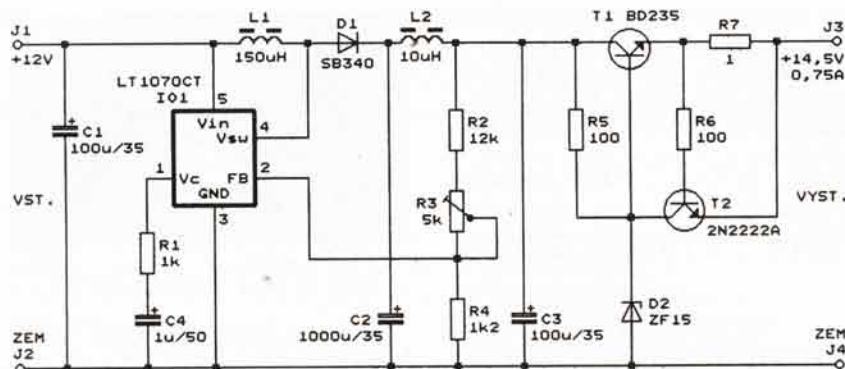 J1
+12V
L1
150uH
D1
SB340
L2
10uH
T1 BD235
R7
1
J3
+14,5V
0,75A
LT1070CT
IO1
5
Vin
Vsw
4
1
Vc
FB
2
GND
3
C1
100u/35
R2
12k
R5
100
R6
100
R3
5k
T2
2N2222A
VST.
VYST.
R1
1k
C4
1u/50
C2
1000u/35
R4
1k2
C3
100u/35
D2
ZF15
ZEM
J2
ZEM
J4